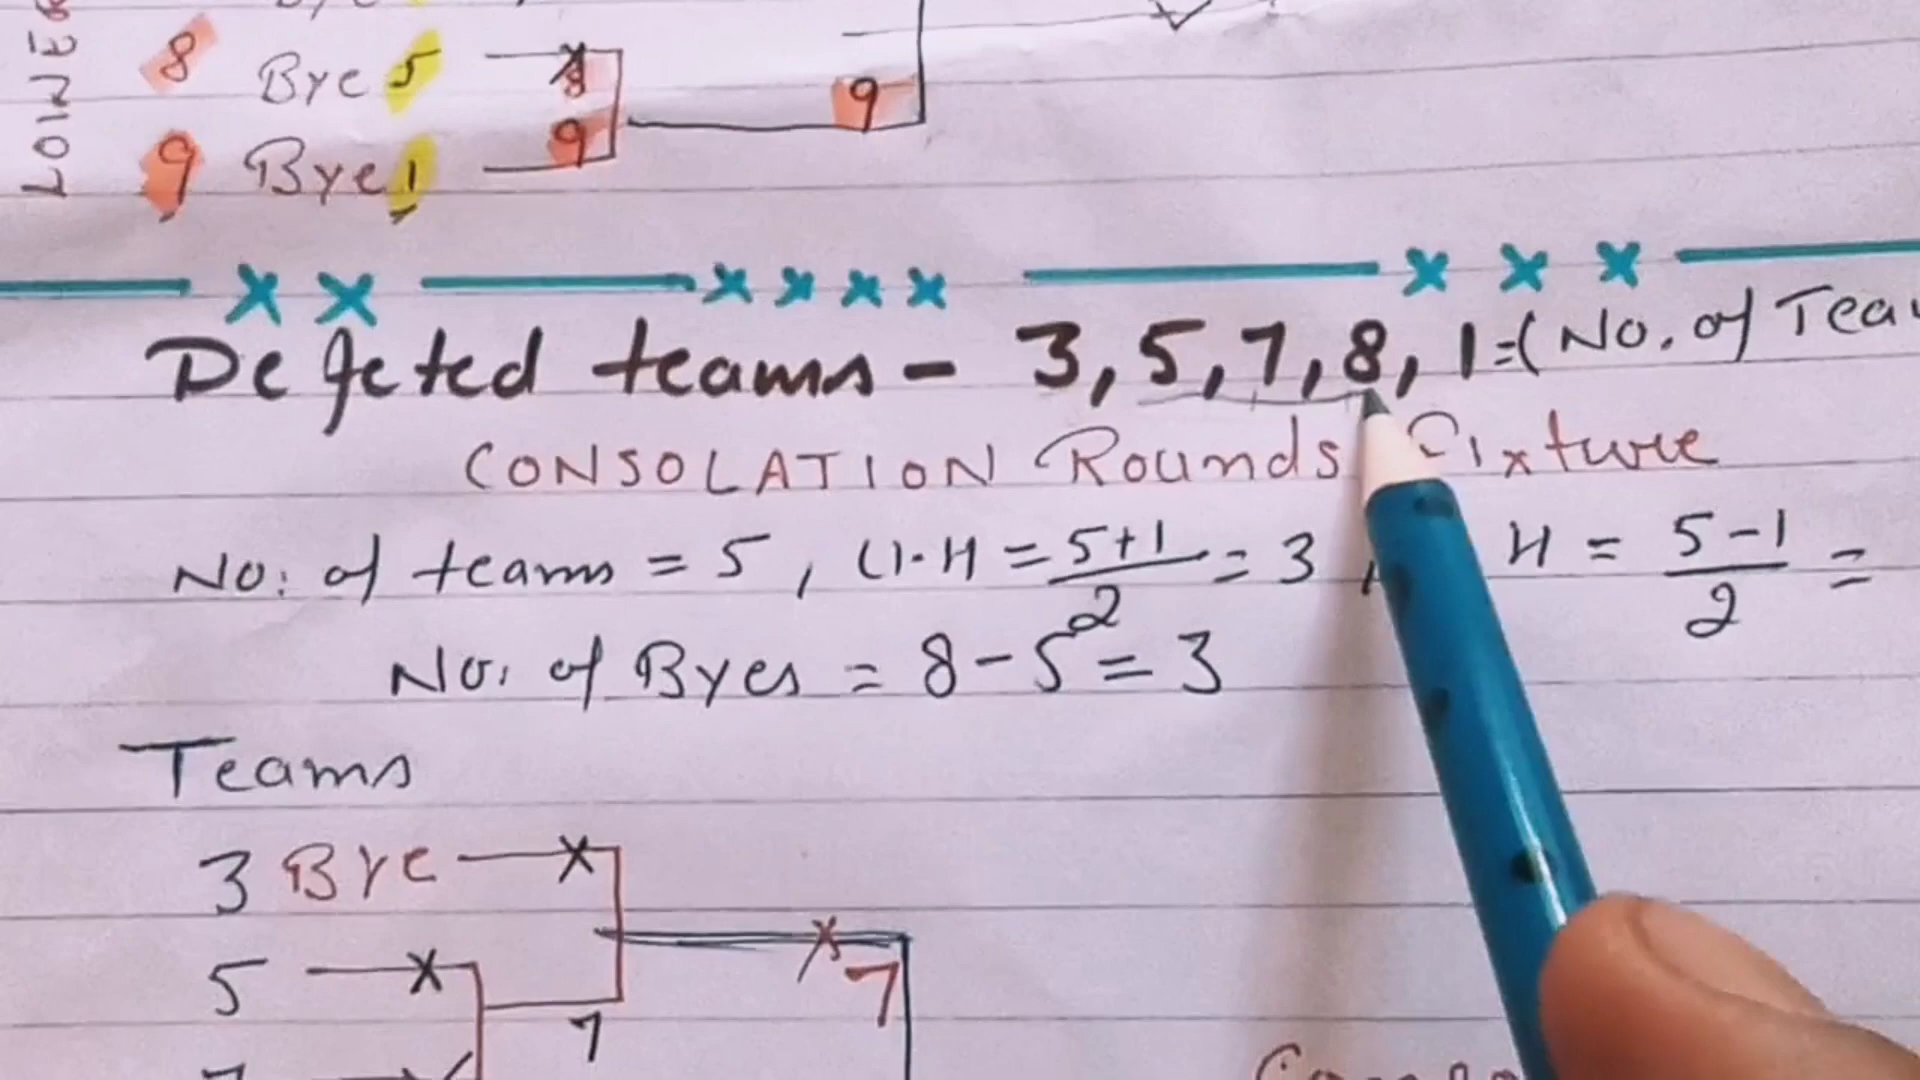 LOWER
8 Bye 5 8
9
9 Bye 1 9
Defeted teams - 3, 5, 7, 8, 1 = (No. of Tea
CONSOLATION Rounds Fixture
No: of teams = 5, U.H = 5+1/2 = 3, H = 5-1/2 =
No. of Byes = 8-5 = 3
Teams
3 Bye
5 7
7